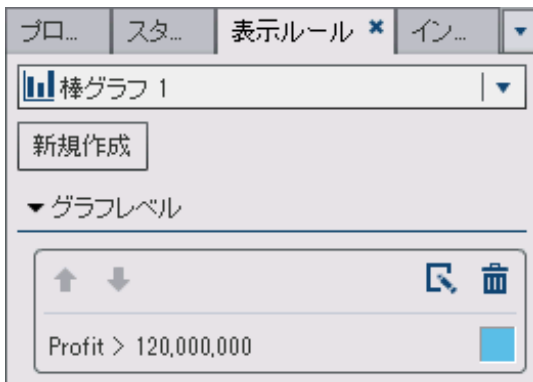 プロ...
スタ...
表示ルール
イン...
棒グラフ 1
新規作成
グラフレベル
Profit > 120,000,000